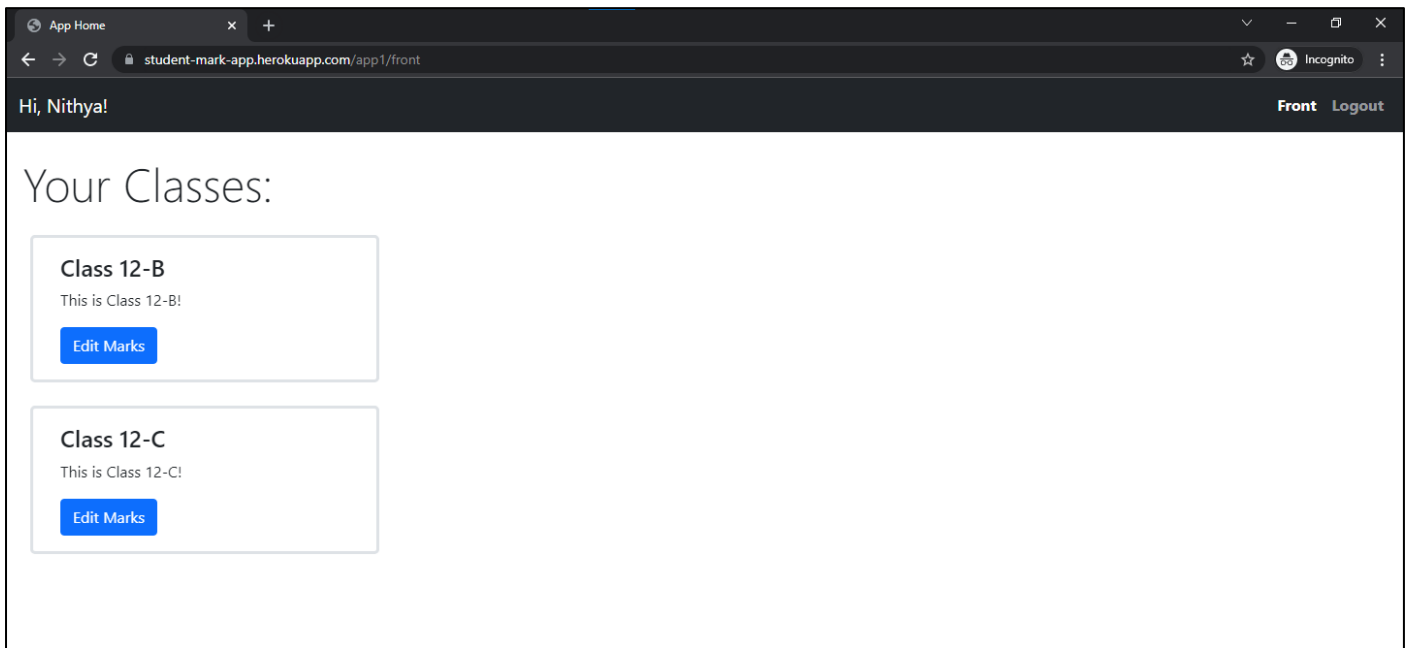 App Home
student-mark-app.herokuapp.com/app1/front
Incognito
Hi, Nithya!
Front Logout
Your Classes:
Class 12-B
This is Class 12-B!
Edit Marks
Class 12-C
This is Class 12-C!
Edit Marks